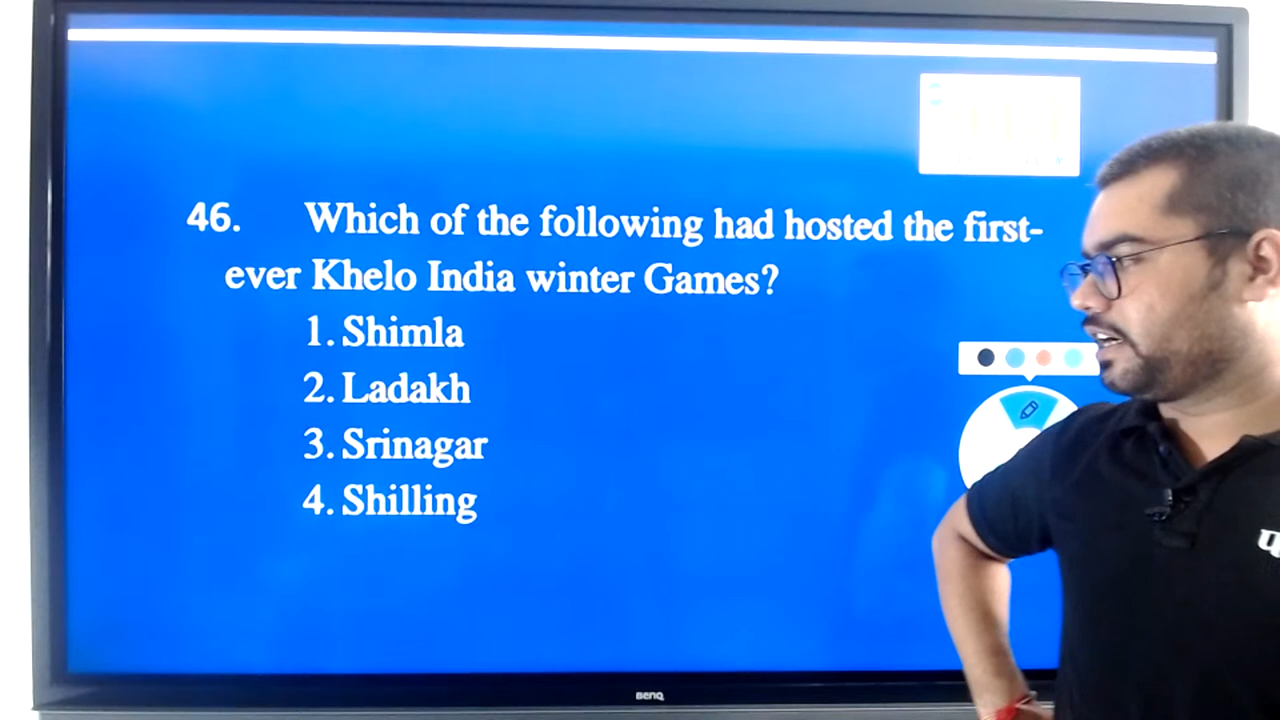 46. Which of the following had hosted the first-
ever Khelo India winter Games?
1. Shimla
2. Ladakh
3. Srinagar
4. Shilling
BenQ